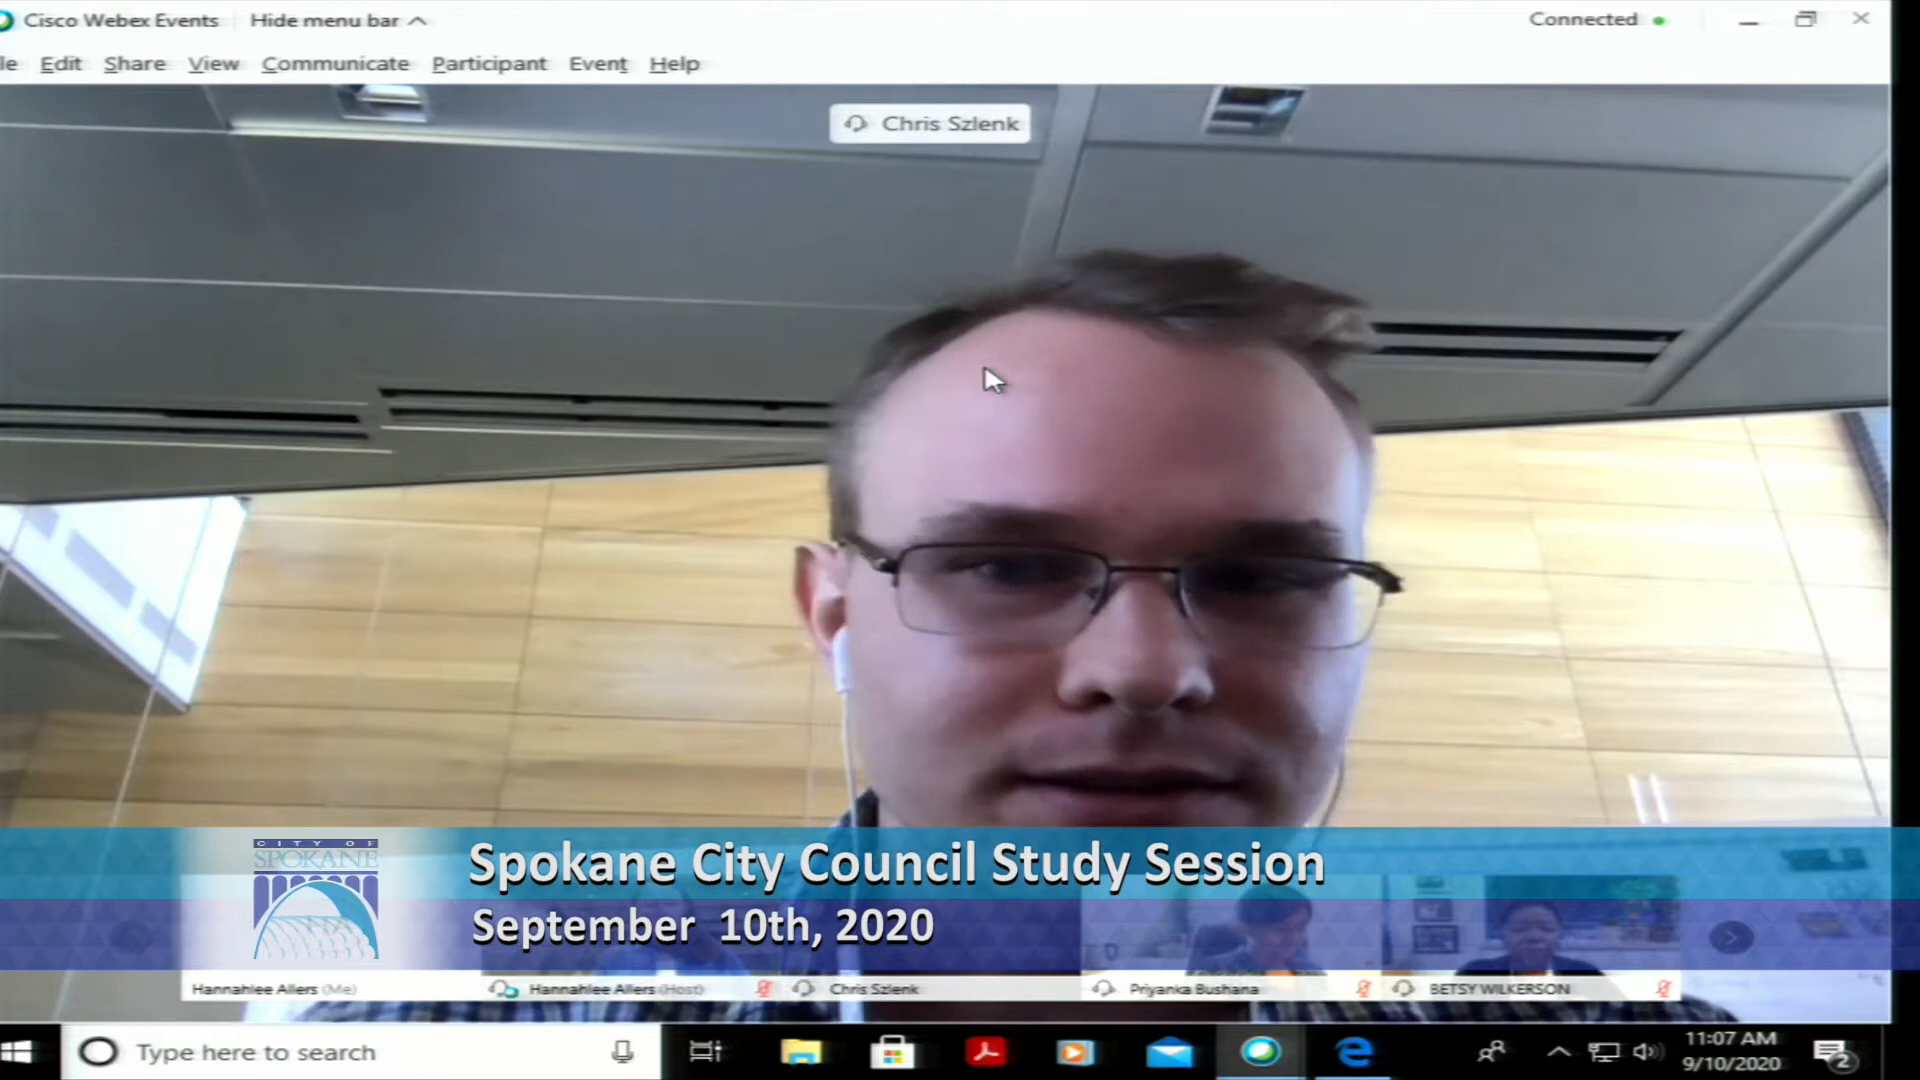 Cisco Webex Events Hide menu bar Connected
le Edit Share View Communicate Participant Event Help
Chris Szlenk
CITY OF
SPOKANE
Spokane City Council Study Session
September 10th, 2020
Hannahlee Allers (Me) Hannahlee Allers (Host) Chris Szlenk Priyanka Bushana BETSY WILKERSON
Type here to search
11:07 AM
9/10/2020
2